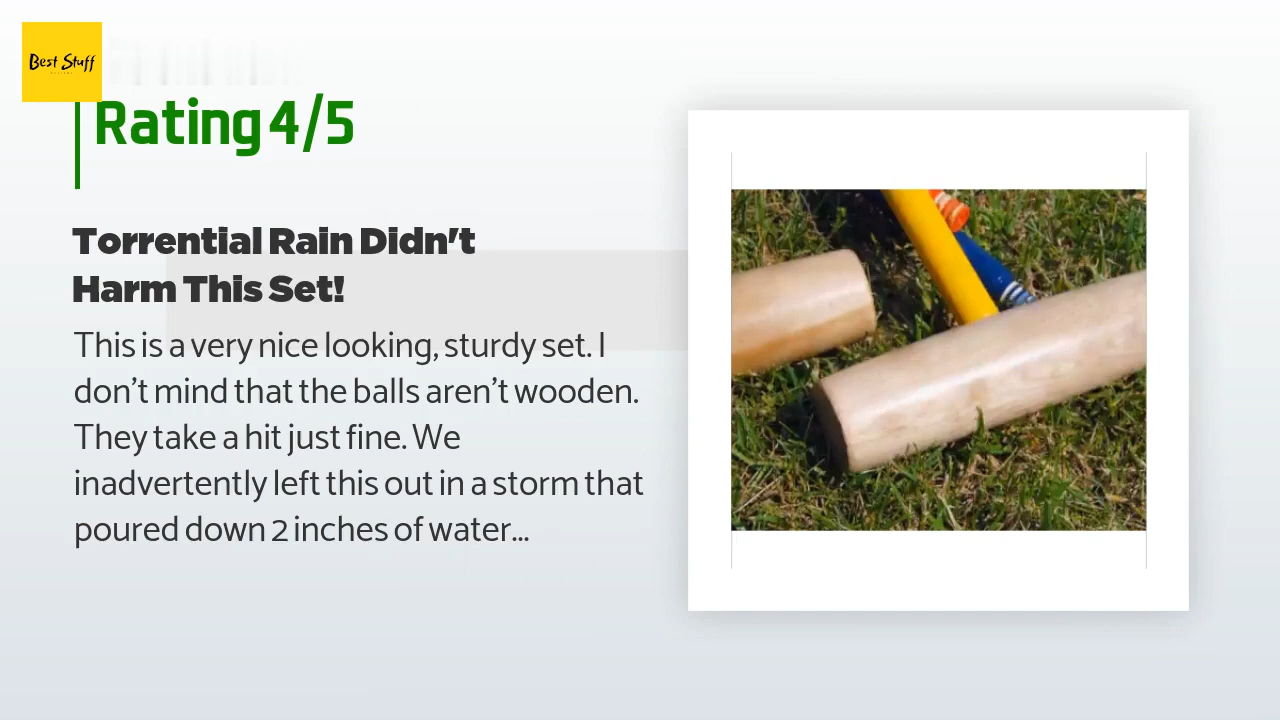 Best Stuff
Rating 4/5
Torrential Rain Didn't
Harm This Set!
This is a very nice looking, sturdy set. I
don't mind that the balls aren't wooden.
They take a hit just fine. We
inadvertently left this out in a storm that
poured down 2 inches of water...